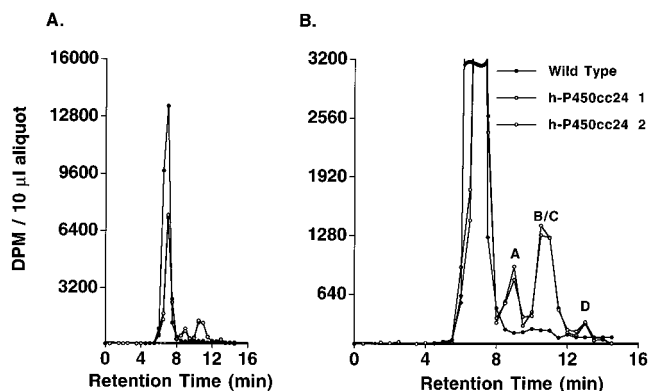 A.
16000
12800
9600
6400
3200
0 4 8 12 16
Retention Time (min)
DPM / 10 µl aliquot
B.
3200
2560
1920
1280
640
0 4 8 12 16
Retention Time (min)
Wild Type
h-P450cc24 1
h-P450cc24 2
A
B/C
D